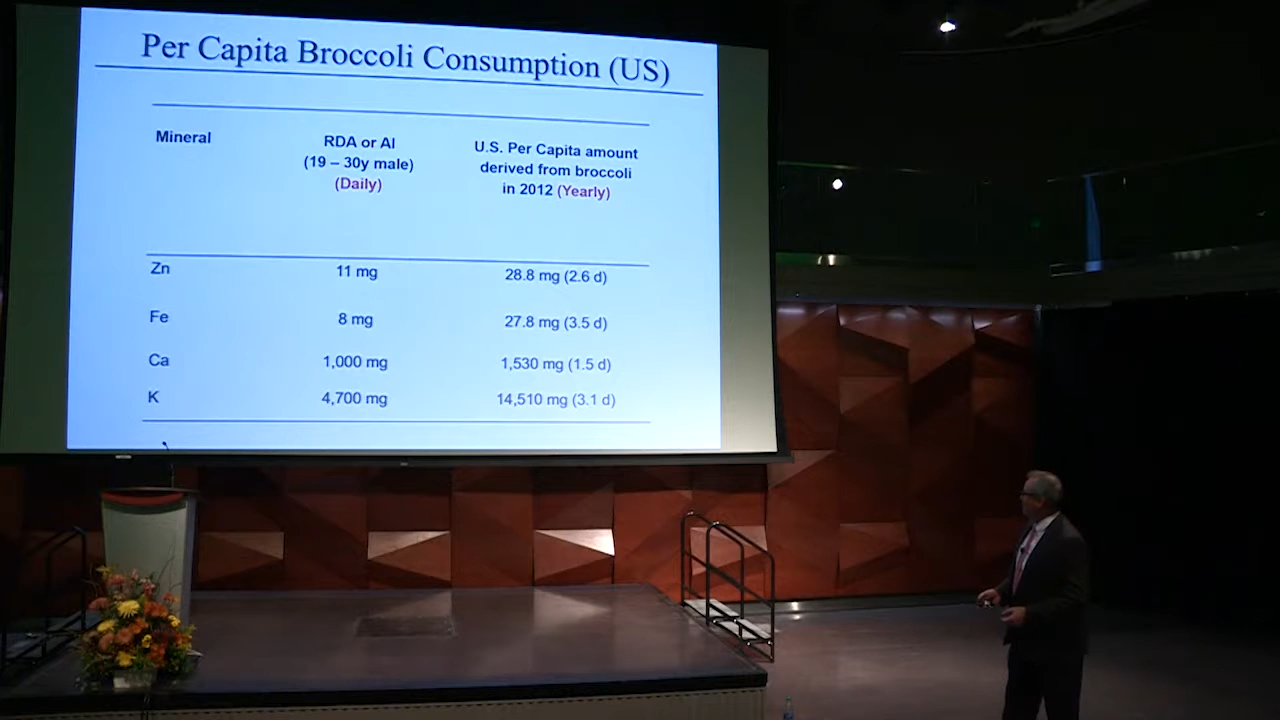 Per Capita Broccoli Consumption (US)
Mineral
RDA or AI
(19 – 30y male)
(Daily)
U.S. Per Capita amount
derived from broccoli
in 2012 (Yearly)
Zn 11 mg 28.8 mg (2.6 d)
Fe 8 mg 27.8 mg (3.5 d)
Ca 1,000 mg 1,530 mg (1.5 d)
K 4,700 mg 14,510 mg (3.1 d)